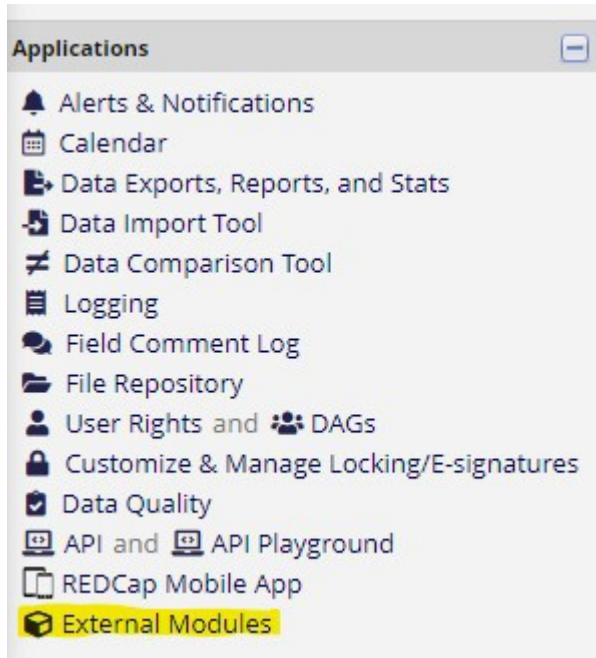 Applications
Alerts & Notifications
Calendar
Data Exports, Reports, and Stats
Data Import Tool
Data Comparison Tool
Logging
Field Comment Log
File Repository
User Rights and DAGs
Customize & Manage Locking/E-signatures
Data Quality
API and API Playground
REDCap Mobile App
External Modules